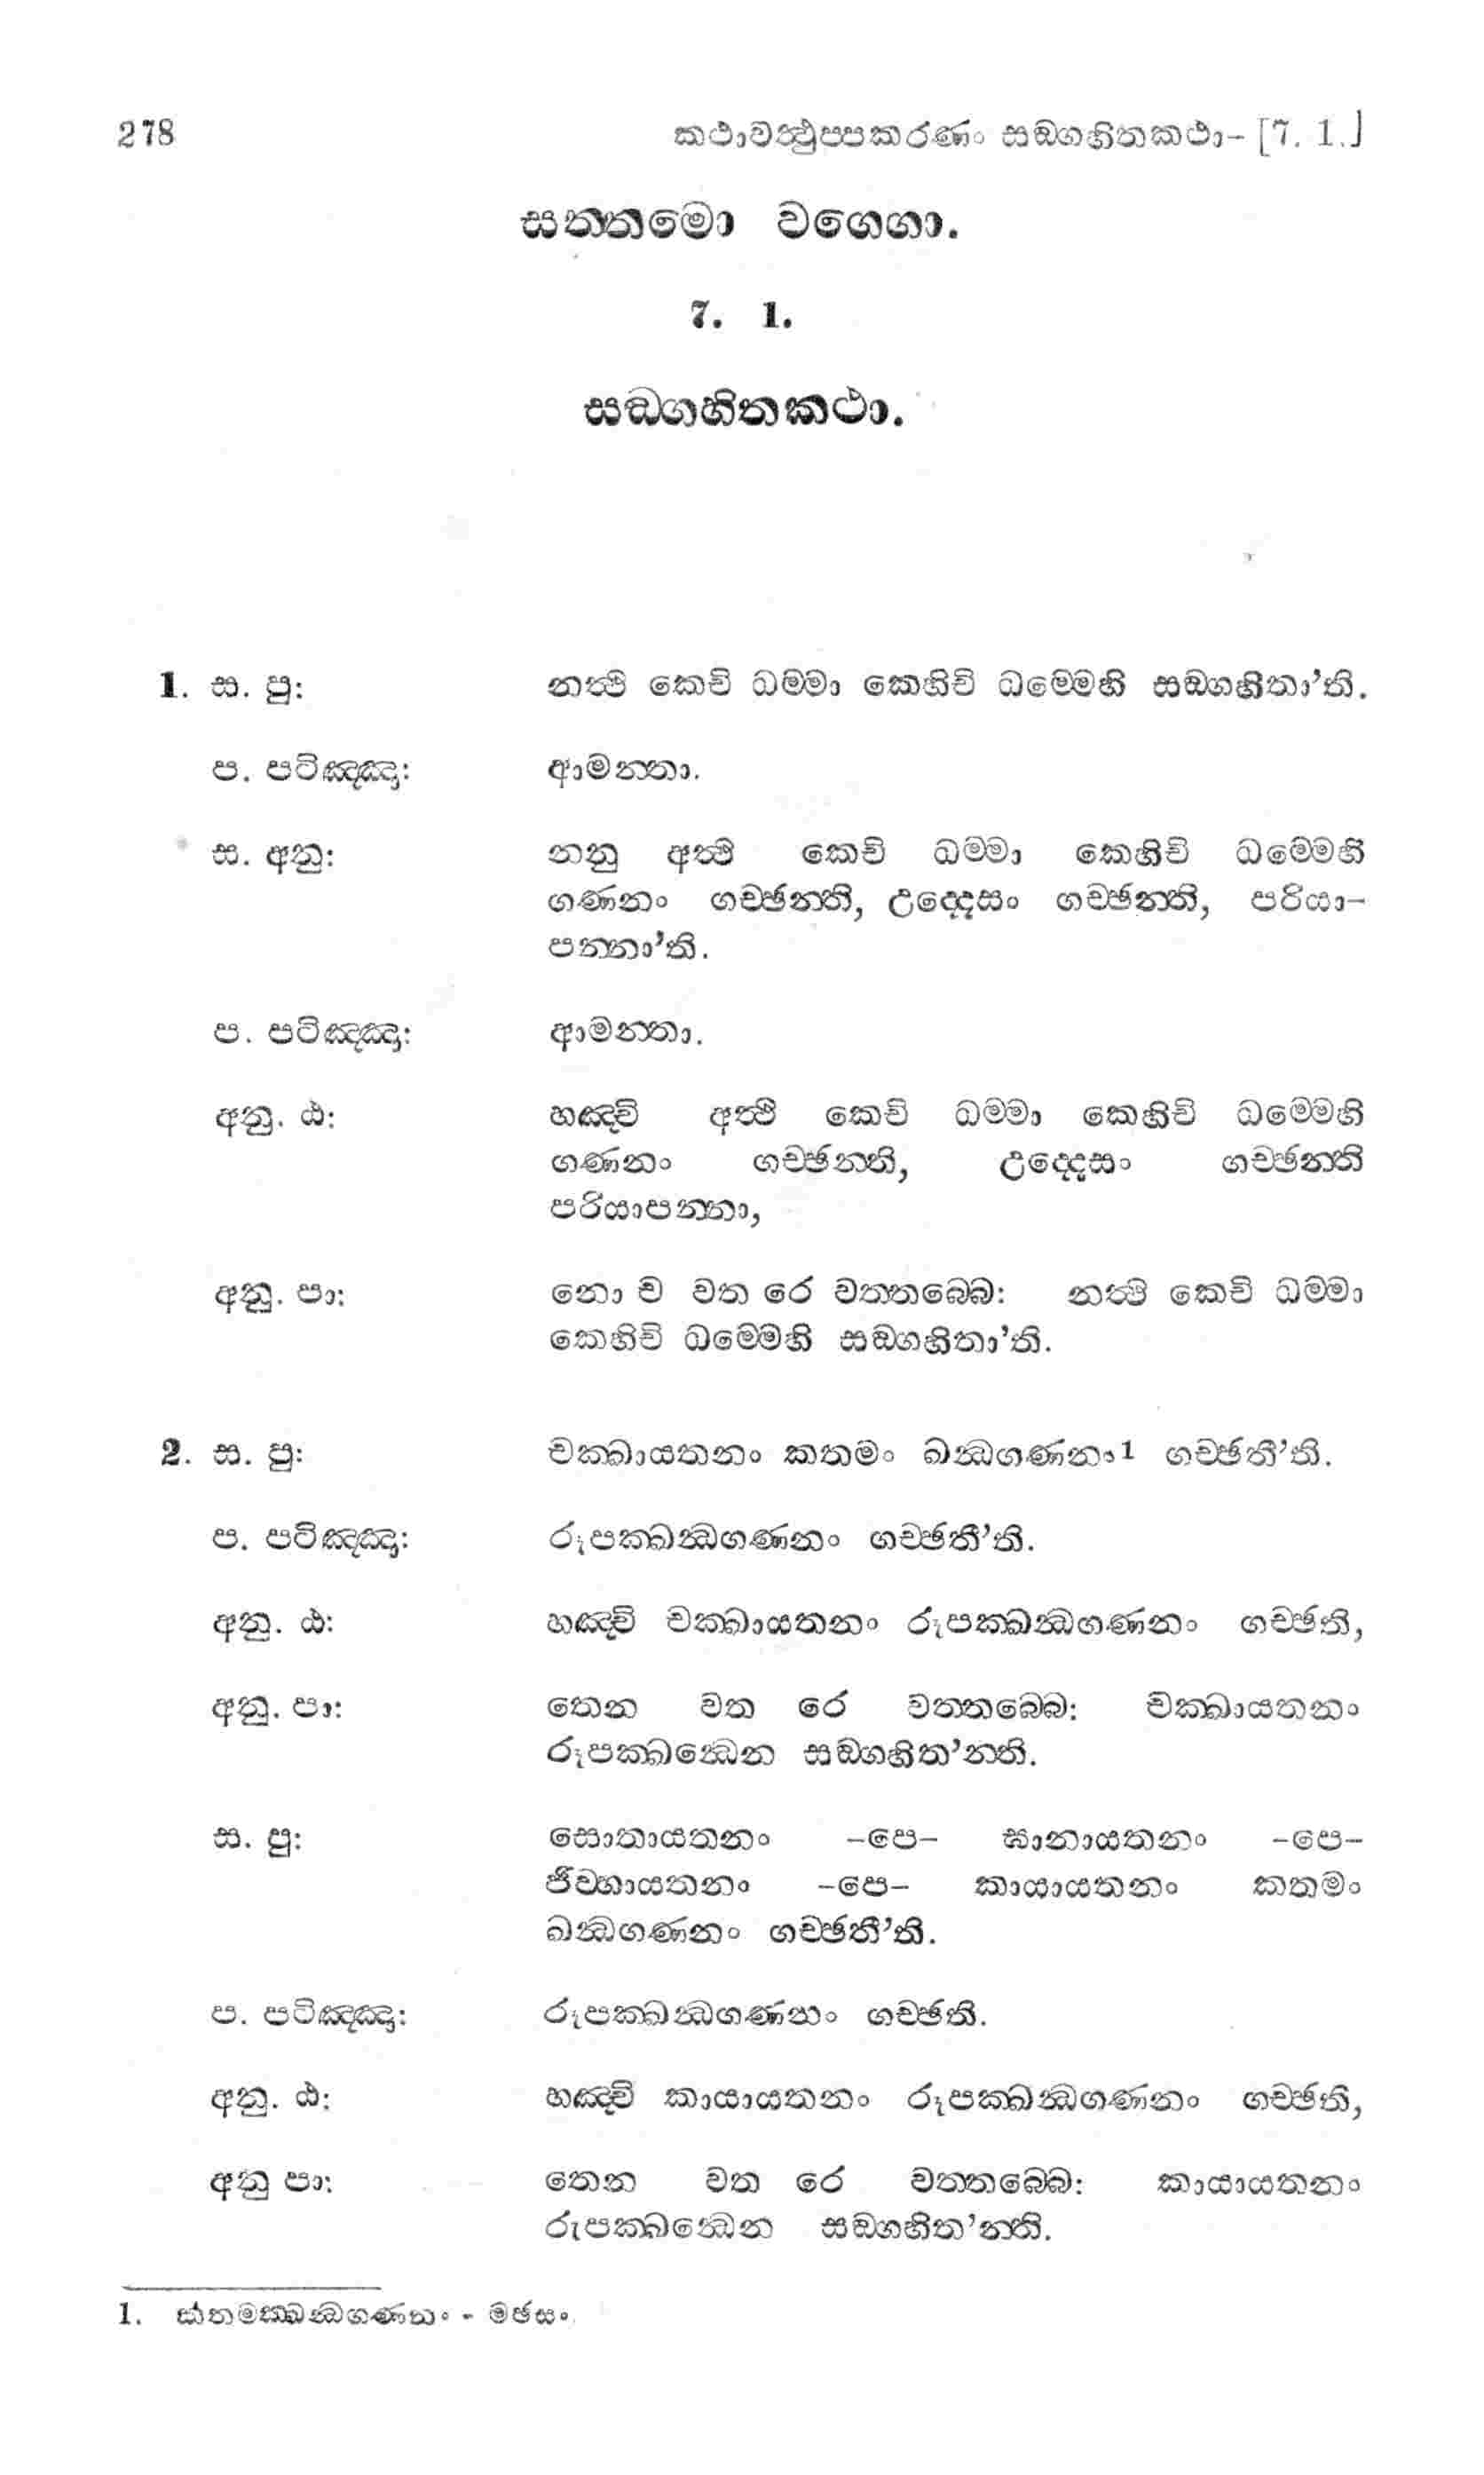 278 කථාවත්‍ථුප්පකරණං සඞ්ගහිතකථා- [7. 1.]
සත්තමො වග්ගො.
7. 1.
සඞ්ගහිතකථා.
1. ස. පු: නත්‍ථි කෙචි ධම්මා කෙහිචි ධම්මෙහි සඞ්ගහිතා’ති.
ප. පටිඤ්ඤා: ආමන්තා.
ස. අනු: නනු අත්‍ථි කෙචි ධම්මා කෙහිචි ධම්මෙහි
ගණනං ගච්ඡන්ති, උද්දෙසං ගච්ඡන්ති, පරියා-
පන්නා’ති.
ප. පටිඤ්ඤා: ආමන්තා.
අනු. ඨ: හඤ්චි අත්‍ථි කෙචි ධම්මා කෙහිචි ධම්මෙහි
ගණනං ගච්ඡන්ති, උද්දෙසං ගච්ඡන්ති
පරියාපන්නා,
අනු. පා: නො ච වත රෙ වත්තබ්බෙ: නත්‍ථි කෙචි ධම්මා
කෙහිචි ධම්මෙහි සඞ්ගහිතා’ති.
2. ස. පු: චක්ඛායතනං කතමං ඛන්‍ධගණනං1 ගච්ඡතී’ති.
ප. පටිඤ්ඤා: රූපක්ඛන්‍ධගණනං ගච්ඡතී’ති.
අනු. ඨ: හඤ්චි චක්ඛායතනං රූපක්ඛන්‍ධගණනං ගච්ඡති,
අනු. පා: තෙන වත රෙ වත්තබ්බෙ: චක්ඛායතනං
රූපක්ඛන්‍ධෙන සඞ්ගහිත’න්ති.
ස. පු: සොතායතනං -පෙ- ඝානායතනං -පෙ-
ජිව්හායතනං -පෙ- කායායතනං කතමං
ඛන්‍ධගණනං ගච්ඡතී’ති.
ප. පටිඤ්ඤා: රූපක්ඛන්‍ධගණනං ගච්ඡති.
අනු. ඨ: හඤ්චි කායායතනං රූපක්ඛන්‍ධගණනං ගච්ඡති,
අනු පා: තෙන වත රෙ වත්තබ්බෙ: කායායතනං
රූපක්ඛන්‍ධෙන සඞ්ගහිත’න්ති.
1. කතමක්ඛන්‍ධගණනං - මඡසං